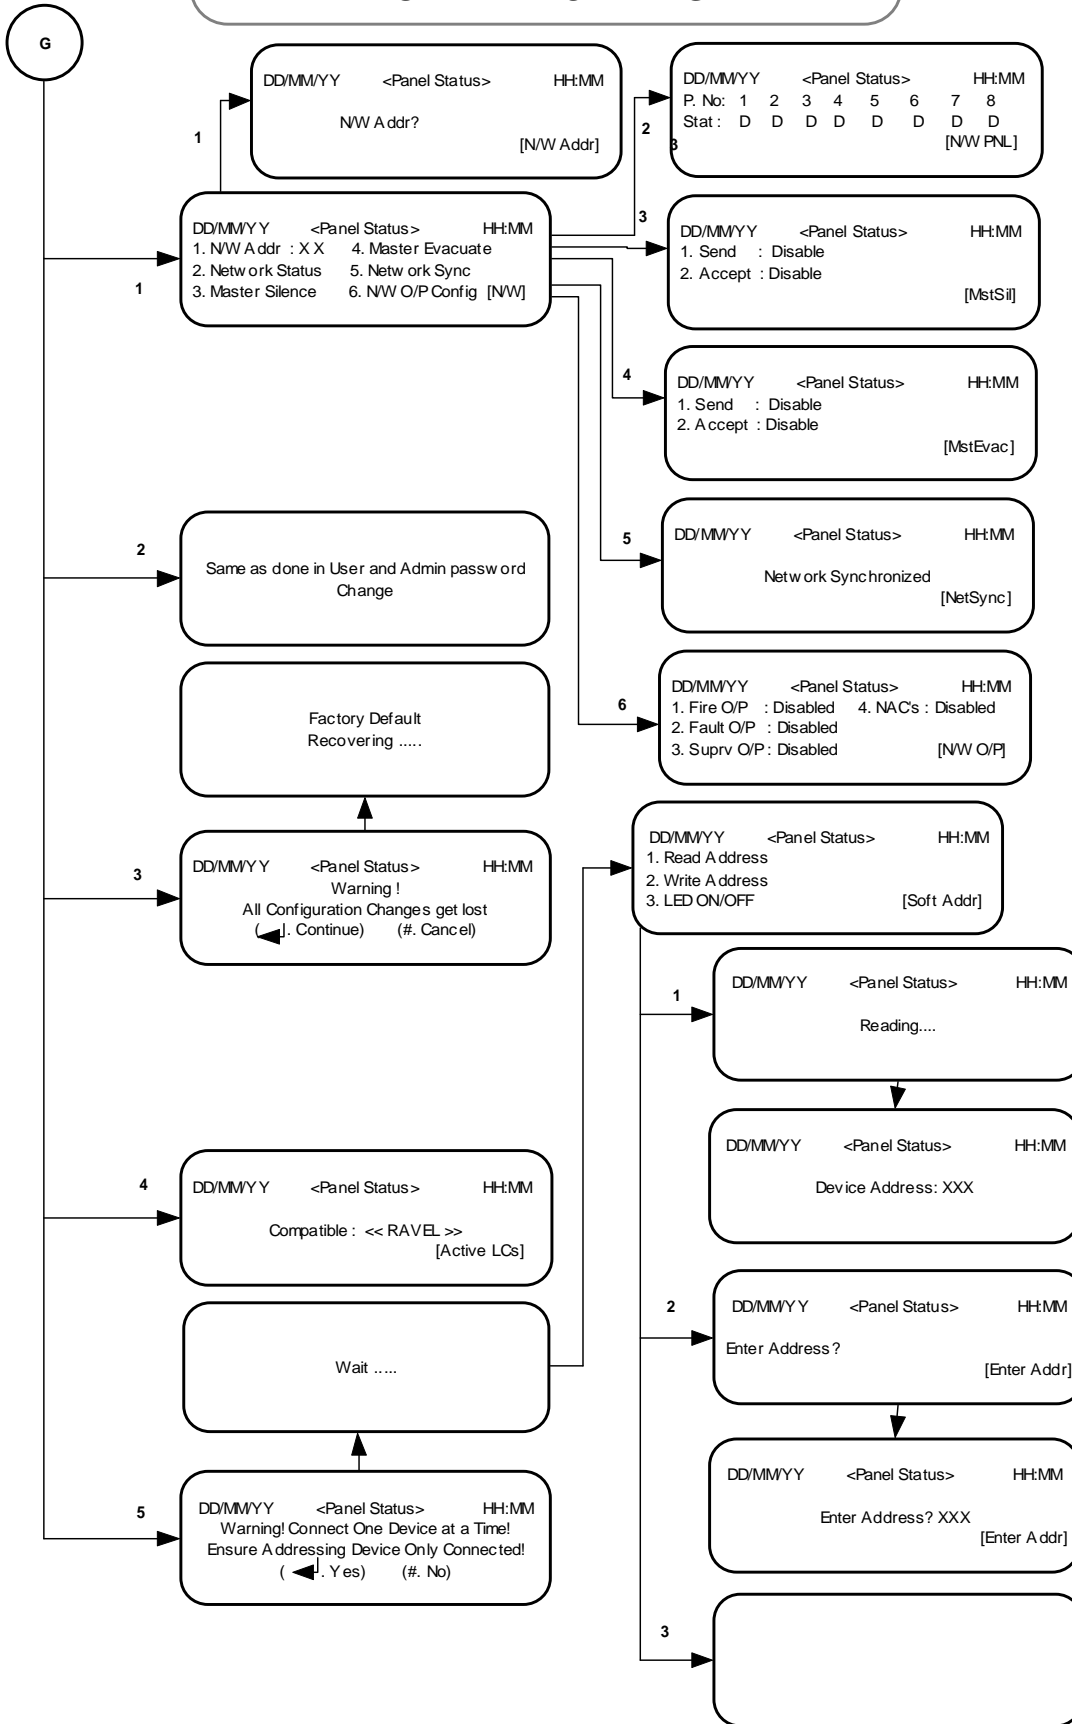 G
DD/MM/YY <Panel Status> HH:MM
N/W Addr?
[N/W Addr]
1
DD/MM/YY <Panel Status> HH:MM
P. No: 1 2 3 4 5 6 7 8
Stat : D D D D D D D D
[N/W PNL]
2
3
DD/MM/YY <Panel Status> HH:MM
1. N/W Addr : X X 4. Master Evacuate
2. Network Status 5. Network Sync
3. Master Silence 6. N/W O/P Config [N/W]
1
3
DD/MM/YY <Panel Status> HH:MM
1. Send : Disable
2. Accept : Disable
[MstSil]
4
DD/MM/YY <Panel Status> HH:MM
1. Send : Disable
2. Accept : Disable
[MstEvac]
5
DD/MM/YY <Panel Status> HH:MM
Network Synchronized
[NetSync]
2
Same as done in User and Admin password
Change
6
DD/MM/YY <Panel Status> HH:MM
1. Fire O/P : Disabled 4. NAC's : Disabled
2. Fault O/P : Disabled
3. Suprv O/P : Disabled [N/W O/P]
Factory Default
Recovering .....
3
DD/MM/YY <Panel Status> HH:MM
Warning !
All Configuration Changes get lost
( . Continue) (#. Cancel)
DD/MM/YY <Panel Status> HH:MM
1. Read Address
2. Write Address
3. LED ON/OFF [Soft Addr]
1
DD/MM/YY <Panel Status> HH:MM
Reading....
DD/MM/YY <Panel Status> HH:MM
Device Address: XXX
4
DD/MM/YY <Panel Status> HH:MM
Compatible : << RAVEL >>
[Active LCs]
2
DD/MM/YY <Panel Status> HH:MM
Enter Address?
[Enter Addr]
Wait .....
DD/MM/YY <Panel Status> HH:MM
Enter Address? XXX
[Enter Addr]
5
DD/MM/YY <Panel Status> HH:MM
Warning! Connect One Device at a Time!
Ensure Addressing Device Only Connected!
( . Yes) (#. No)
3